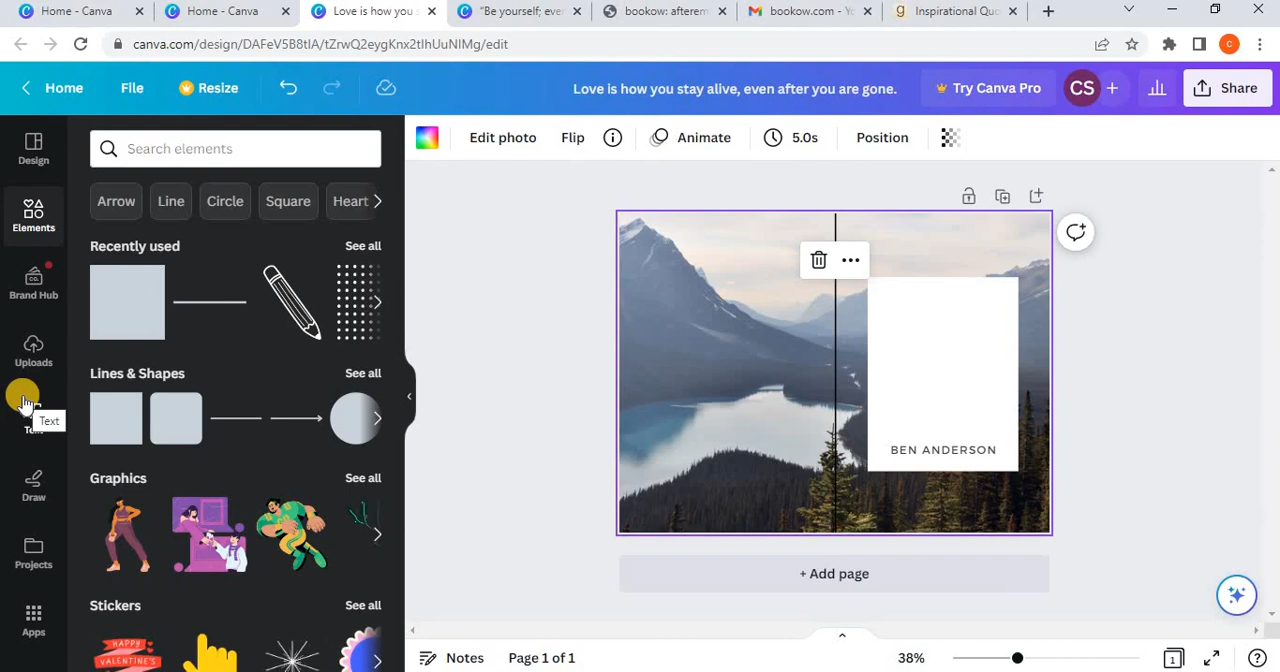 Home - Canva
Home - Canva
Love is how you s
"Be yourself; eve
bookow: afterem
bookow.com - Yo
Inspirational Quo
canva.com/design/DAFeV5B8tIA/tZrwQ2eygKnx2tIhUuNIMg/edit
C
Home
File
Resize
Love is how you stay alive, even after you are gone.
Try Canva Pro
CS
Share
Design
Elements
Brand Hub
Uploads
Text
Draw
Projects
Apps
Search elements
Arrow
Line
Circle
Square
Heart
Recently used
See all
Lines & Shapes
See all
Graphics
See all
Stickers
See all
HAPPY
VALENTINE'S
Edit photo
Flip
Animate
5.0s
Position
BEN ANDERSON
+ Add page
Notes
Page 1 of 1
38%
1